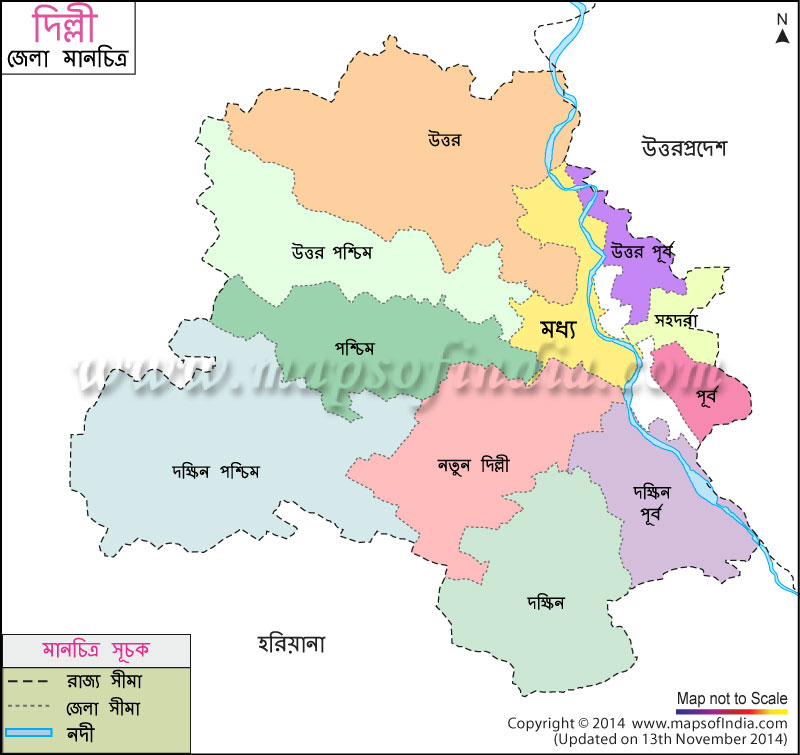 দিল্লী
জেলা মানচিত্র
N
উত্তর
উত্তরপ্রদেশ
উত্তর পশ্চিম
উত্তর পূর্ব
সহদরা
মধ্য
পশ্চিম
www.mapsofindia.com
পূর্ব
নতুন দিল্লী
দক্ষিন পশ্চিম
দক্ষিন
পূর্ব
দক্ষিন
হরিয়ানা
মানচিত্র সূচক
রাজ্য সীমা
জেলা সীমা
নদী
Map not to Scale
Copyright © 2014 www.mapsofindia.com
(Updated on 13th November 2014)